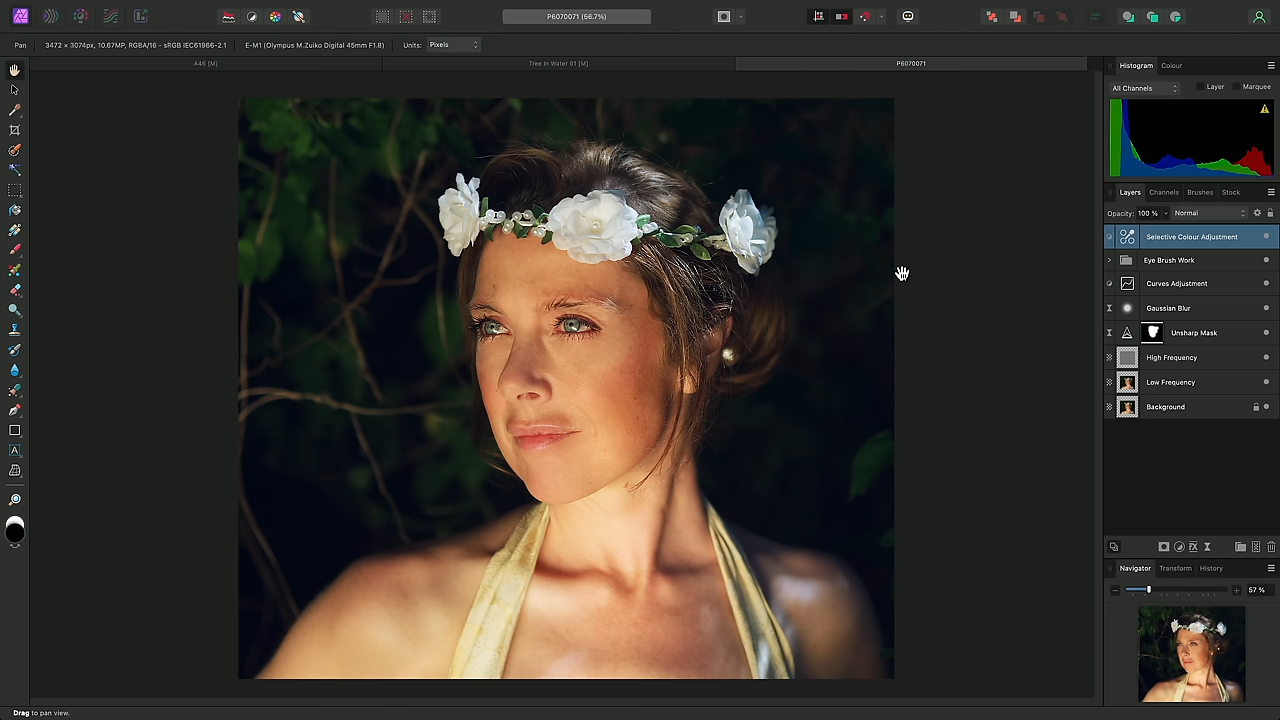 P6070071 (56.7%)
Pan
3472 × 3074px, 10.67MP, RGBA/16 - sRGB IEC61966-2.1
E-M1 (Olympus M.Zuiko Digital 45mm F1.8)
Units:
Pixels
A46 [M]
Tree In Water 01 [M]
P6070071
Histogram
Colour
All Channels
Layer
Marquee
Layers
Channels
Brushes
Stock
Opacity:
100 %
Normal
Selective Colour Adjustment
Eye Brush Work
Curves Adjustment
Gaussian Blur
Unsharp Mask
High Frequency
Low Frequency
Background
Navigator
Transform
History
57 %
Drag to pan view.